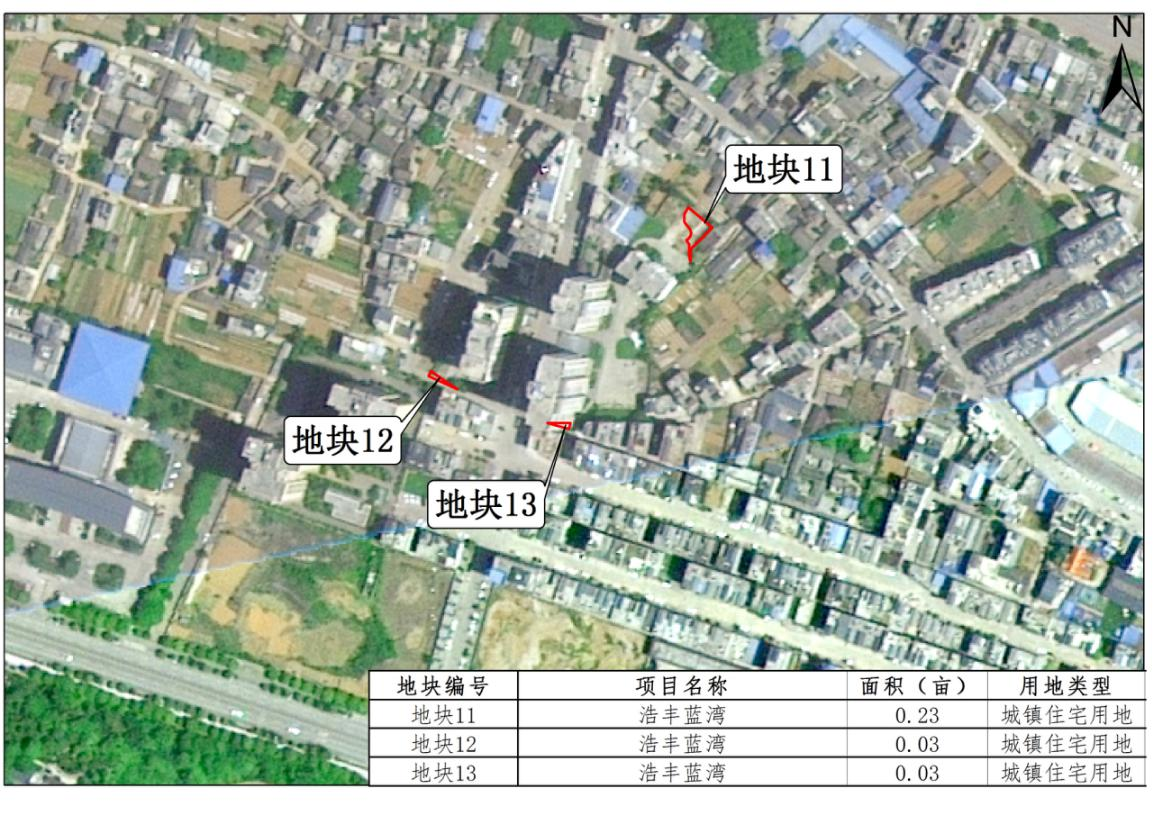 N
地块11
地块12
地块13
地块编号 项目名称 面积（亩） 用地类型
地块11 浩丰蓝湾 0.23 城镇住宅用地
地块12 浩丰蓝湾 0.03 城镇住宅用地
地块13 浩丰蓝湾 0.03 城镇住宅用地